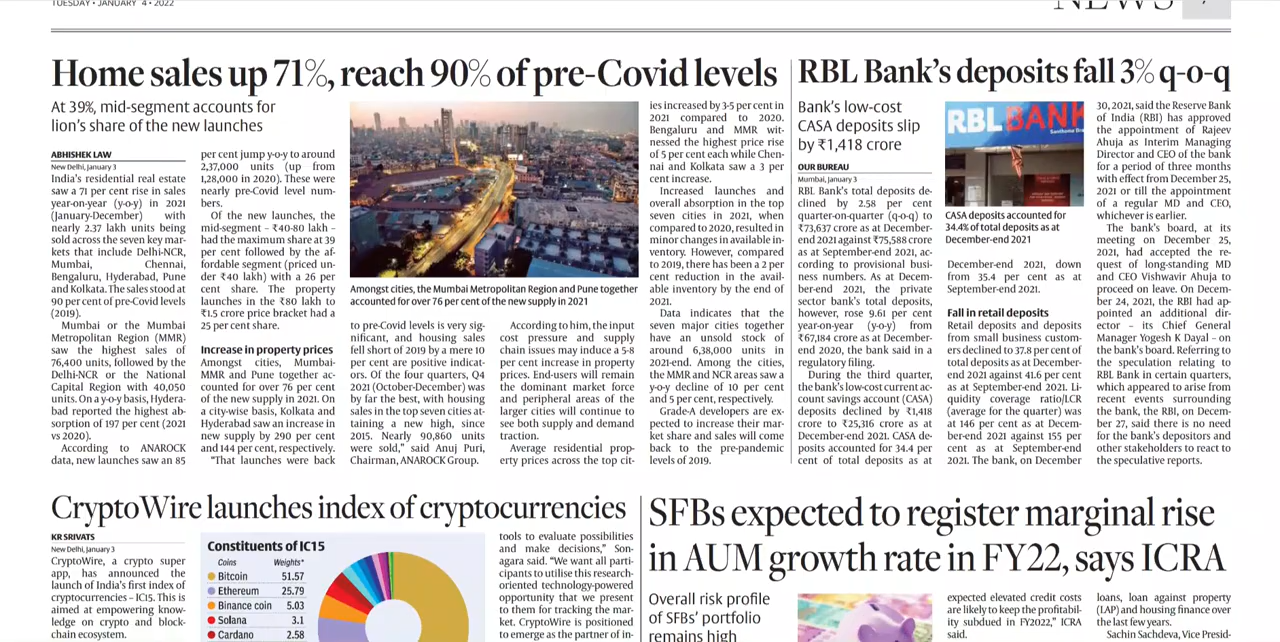 TUESDAY • JANUARY 4 • 2022
NEWS
Home sales up 71%, reach 90% of pre-Covid levels
At 39%, mid-segment accounts for
lion’s share of the new launches
ABHISHEK LAW
New Delhi, January 3
India’s residential real estate
saw a 71 per cent rise in sales
year-on-year (y-o-y) in 2021
(January-December) with
nearly 2.37 lakh units being
sold across the seven key mar-
kets that include Delhi-NCR,
Mumbai, Chennai,
Bengaluru, Hyderabad, Pune
and Kolkata. The sales stood at
90 per cent of pre-Covid levels
(2019).
Mumbai or the Mumbai
Metropolitan Region (MMR)
saw the highest sales of
76,400 units, followed by the
Delhi-NCR or the National
Capital Region with 40,050
units. On a y-o-y basis, Hydera-
bad reported the highest ab-
sorption of 197 per cent (2021
vs 2020).
According to ANAROCK
data, new launches saw an 85
per cent jump y-o-y to around
2,37,000 units (up from
1,28,000 in 2020). These were
nearly pre-Covid level num-
bers.
Of the new launches, the
mid-segment – ₹40-80 lakh –
had the maximum share at 39
per cent followed by the af-
fordable segment (priced un-
der ₹40 lakh) with a 26 per
cent share. The property
launches in the ₹80 lakh to
₹1.5 crore price bracket had a
25 per cent share.
Increase in property prices
Amongst cities, Mumbai-
MMR and Pune together ac-
counted for over 76 per cent
of the new supply in 2021. On
a city-wise basis, Kolkata and
Hyderabad saw an increase in
new supply by 290 per cent
and 144 per cent, respectively.
“That launches were back
Amongst cities, the Mumbai Metropolitan Region and Pune together
accounted for over 76 per cent of the new supply in 2021
to pre-Covid levels is very sig-
nificant, and housing sales
fell short of 2019 by a mere 10
per cent are positive indicat-
ors. Of the four quarters, Q4
2021 (October-December) was
by far the best, with housing
sales in the top seven cities at-
taining a new high, since
2015. Nearly 90,860 units
were sold,” said Anuj Puri,
Chairman, ANAROCK Group.
According to him, the input
cost pressure and supply
chain issues may induce a 5-8
per cent increase in property
prices. End-users will remain
the dominant market force
and peripheral areas of the
larger cities will continue to
see both supply and demand
traction.
Average residential prop-
erty prices across the top cit-
ies increased by 3-5 per cent in
2021 compared to 2020.
Bengaluru and MMR wit-
nessed the highest price rise
of 5 per cent each while Chen-
nai and Kolkata saw a 3 per
cent increase.
Increased launches and
overall absorption in the top
seven cities in 2021, when
compared to 2020, resulted in
minor changes in available in-
ventory. However, compared
to 2019, there has been a 2 per
cent reduction in the avail-
able inventory by the end of
2021.
Data indicates that the
seven major cities together
have an unsold stock of
around 6,38,000 units in
2021-end. Among the cities,
the MMR and NCR areas saw a
y-o-y decline of 10 per cent
and 5 per cent, respectively.
Grade-A developers are ex-
pected to increase their mar-
ket share and sales will come
back to the pre-pandemic
levels of 2019.
RBL Bank’s deposits fall 3% q-o-q
Bank’s low-cost
CASA deposits slip
by ₹1,418 crore
OUR BUREAU
Mumbai, January 3
RBL Bank’s total deposits de-
clined by 2.58 per cent
quarter-on-quarter (q-o-q) to
₹73,637 crore as at December-
end 2021 against ₹75,588 crore
as at September-end 2021, ac-
cording to provisional busi-
ness numbers. As at Decem-
ber-end 2021, the private
sector bank’s total deposits,
however, rose 9.61 per cent
year-on-year (y-o-y) from
₹67,184 crore as at December-
end 2020, the bank said in a
regulatory filing.
During the third quarter,
the bank’s low-cost current ac-
count savings account (CASA)
deposits declined by ₹1,418
crore to ₹25,316 crore as at
December-end 2021. CASA de-
posits accounted for 34.4 per
cent of total deposits as at
RBL BANK
CASA deposits accounted for
34.4% of total deposits as at
December-end 2021
December-end 2021, down
from 35.4 per cent as at
September-end 2021.
Fall in retail deposits
Retail deposits and deposits
from small business custom-
ers declined to 37.8 per cent of
total deposits as at December-
end 2021 against 41.6 per cent
as at September-end 2021. Li-
quidity coverage ratio/LCR
(average for the quarter) was
at 146 per cent as at Decem-
ber-end 2021 against 155 per
cent as at September-end
2021. The bank, on December
30, 2021, said the Reserve Bank
of India (RBI) has approved
the appointment of Rajeev
Ahuja as Interim Managing
Director and CEO of the bank
for a period of three months
with effect from December 25,
2021 or till the appointment
of a regular MD and CEO,
whichever is earlier.
The bank’s board, at its
meeting on December 25,
2021, had accepted the re-
quest of long-standing MD
and CEO Vishwavir Ahuja to
proceed on leave. On Decem-
ber 24, 2021, the RBI had ap-
pointed an additional dir-
ector – its Chief General
Manager Yogesh K Dayal – on
the bank’s board. Referring to
the speculation relating to
RBL Bank in certain quarters,
which appeared to arise from
recent events surrounding
the bank, the RBI, on Decem-
ber 27, said there is no need
for the bank’s depositors and
other stakeholders to react to
the speculative reports.
CryptoWire launches index of cryptocurrencies
KR SRIVATS
New Delhi, January 3
CryptoWire, a crypto super
app, has announced the
launch of India’s first index of
cryptocurrencies – IC15. This is
aimed at empowering know-
ledge on crypto and block-
chain ecosystem.
Constituents of IC15
Coins Weights*
Bitcoin 51.57
Ethereum 25.79
Binance coin 5.03
Solana 3.1
Cardano 2.58
tools to evaluate possibilities
and make decisions,” Son-
agara said. “We want all parti-
cipants to utilise this research-
oriented technology-powered
opportunity that we present
to them for tracking the mar-
ket. CryptoWire is positioned
to emerge as the partner of in-
SFBs expected to register marginal rise
in AUM growth rate in FY22, says ICRA
Overall risk profile
of SFBs’ portfolio
remains high
expected elevated credit costs
are likely to keep the profitabil-
ity subdued in FY2022,” ICRA
said.
loans, loan against property
(LAP) and housing finance over
the last few years.
Sachin Sachdeva, Vice Presid-